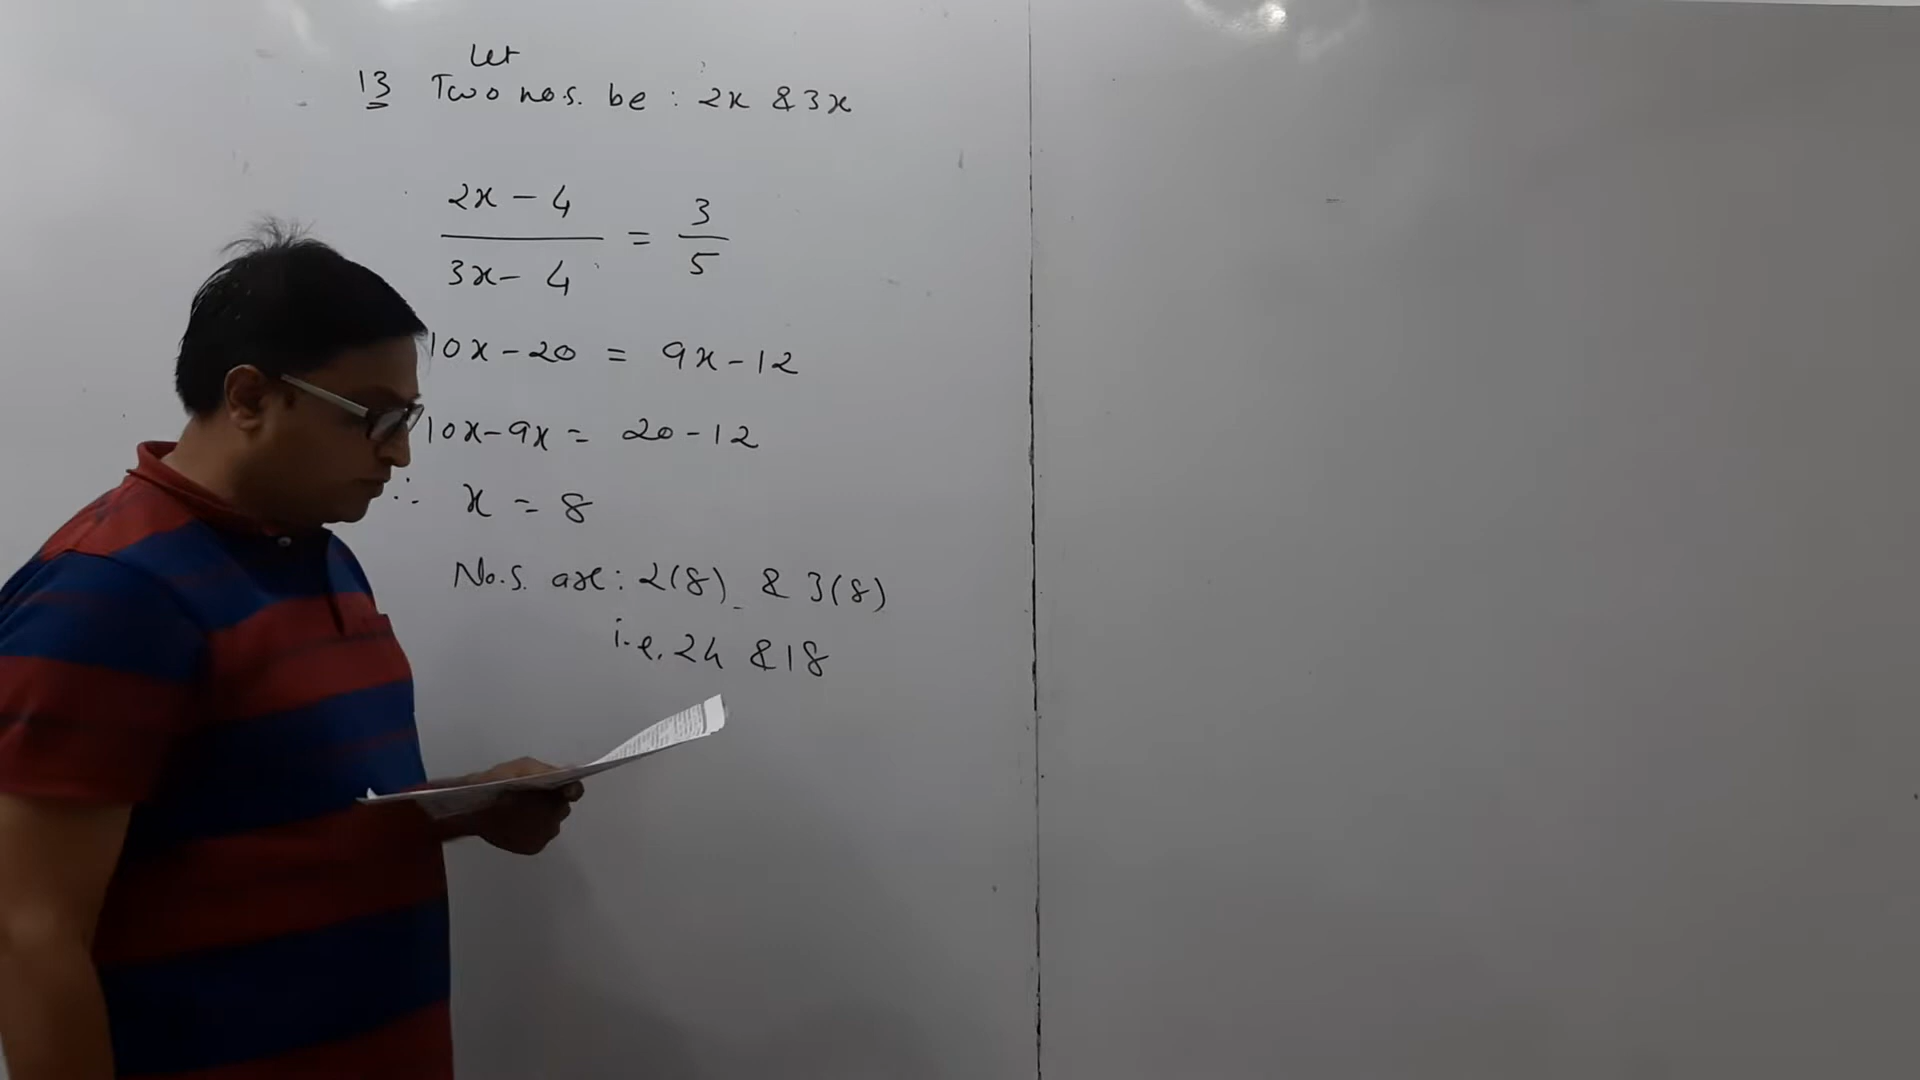 Let
13 Two no.s. be : 2x & 3x
2x - 4
3x - 4
= 3/5
10x - 20 = 9x - 12
10x - 9x = 20 - 12
∴ x = 8
No.s. are : 2(8) & 3(8)
i.e. 24 & 18